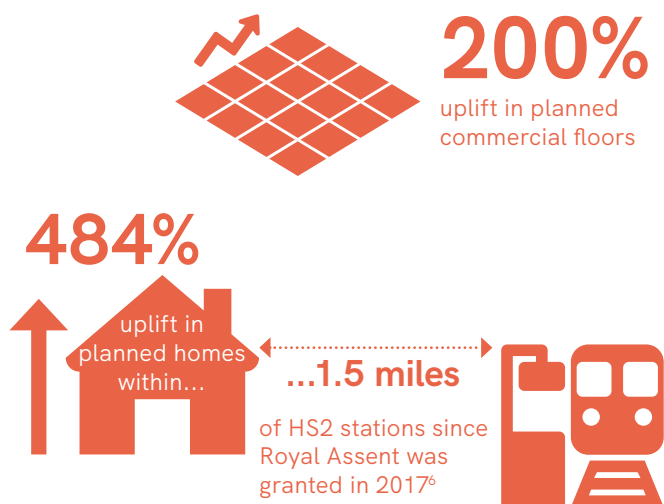 200%
uplift in planned
commercial floors
484%
uplift in
planned homes
within...
...1.5 miles
of HS2 stations since
Royal Assent was
granted in 2017⁶